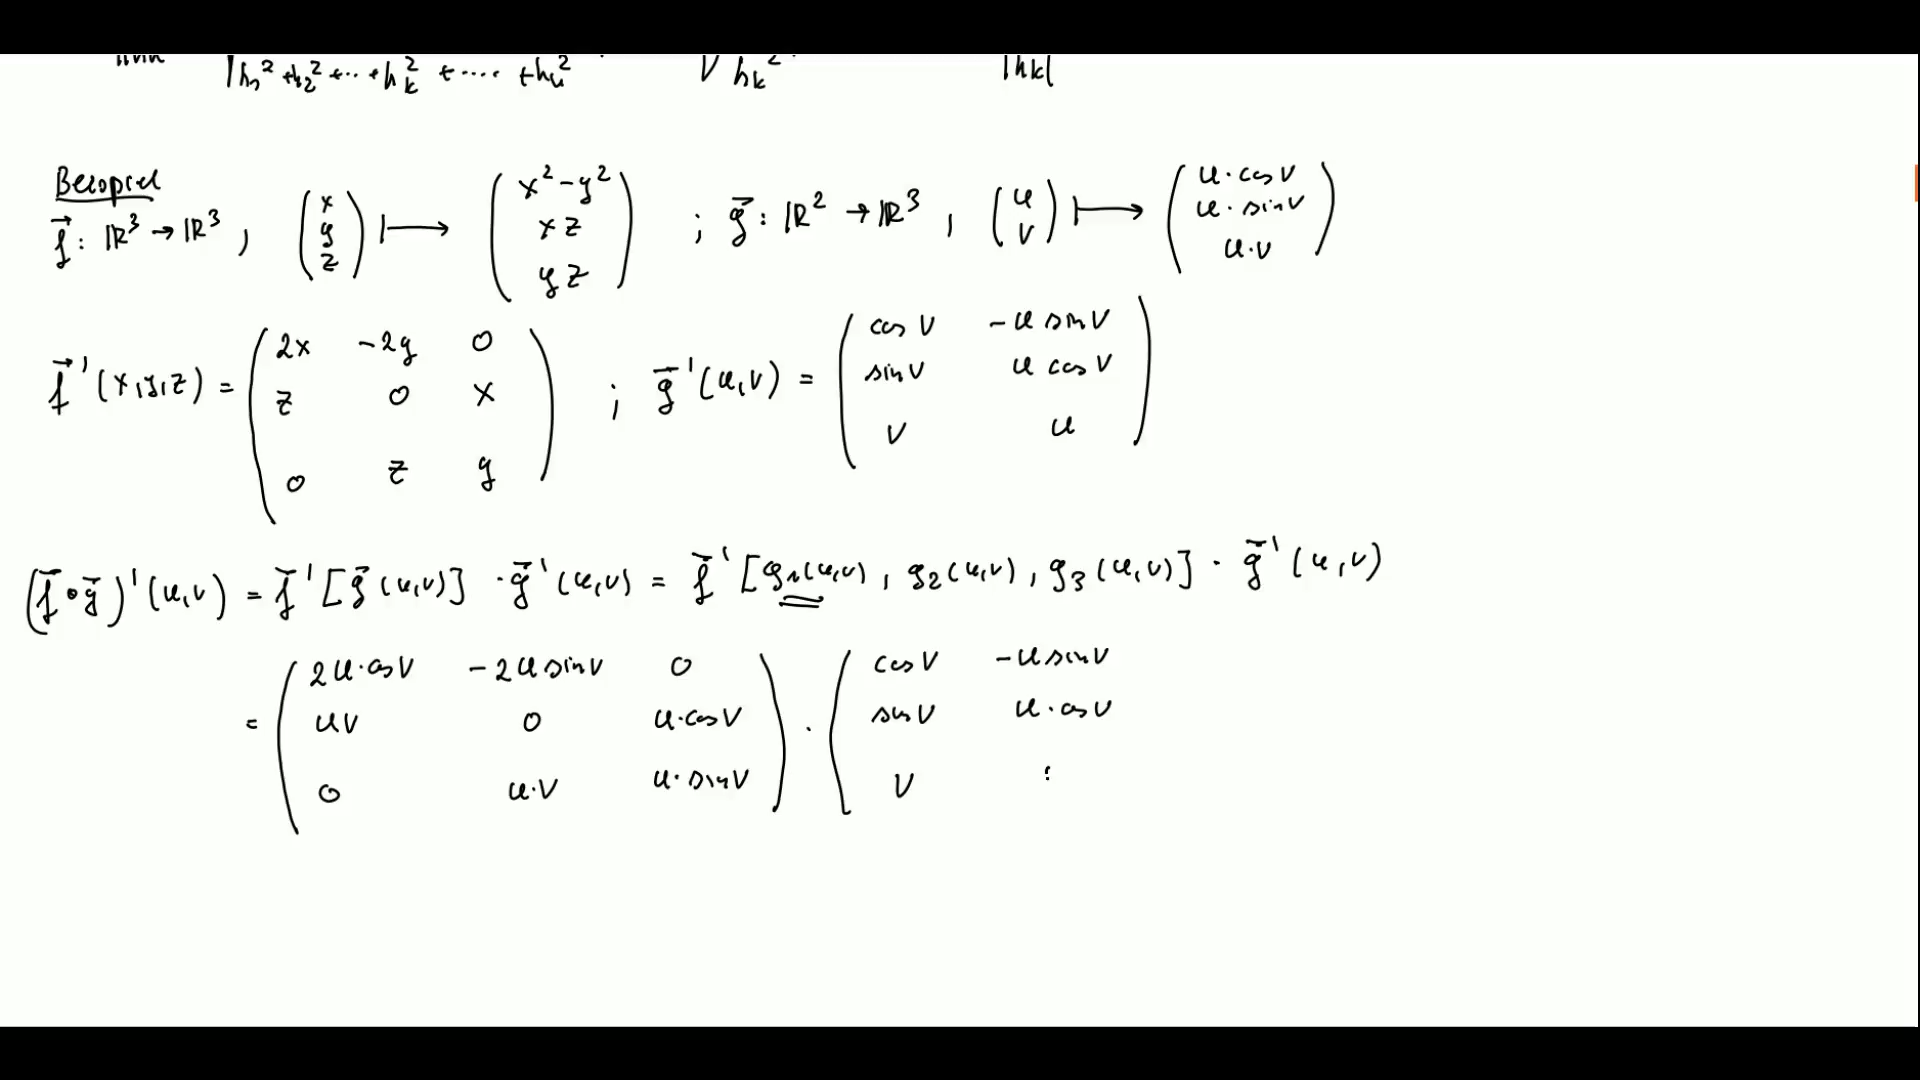 √h₁²+h₂²+...+h_k²+....+h_n² √h_k² |h_k|
Beispiel
f⃗ : ℝ³ → ℝ³ , (x y z) ↦ (x²-y² xz yz) ; g⃗ : ℝ² → ℝ³ , (u v) ↦ (u·cos v u·sin v u·v)
f⃗'(x,y,z) = (2x -2y 0
z 0 x
0 z y) ; g⃗'(u,v) = (cos v -u sin v
sin v u cos v
v u)
(f⃗∘g⃗)'(u,v) = f⃗'[g⃗(u,v)] · g⃗'(u,v) = f⃗'[g₁(u,v), g₂(u,v), g₃(u,v)] · g⃗'(u,v)
= (2u·cos v -2u sin v 0
uv 0 u·cos v
0 u·v u·sin v) · (cos v -u sin v
sin v u·cos v
v